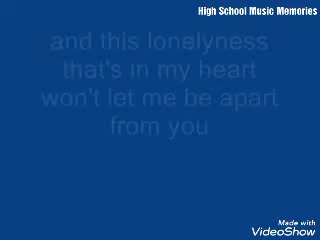 High School Music Memories
and this lonelyness
that's in my heart
won't let me be apart
from you
Made with
VideoShow